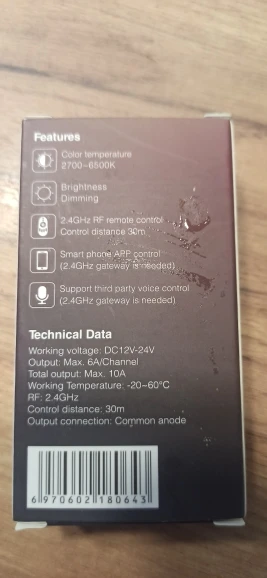 Features
Color temperature
2700~6500K
Brightness
Dimming
2.4GHz RF remote control
Control distance 30m
Smart phone APP control
(2.4GHz gateway is needed)
Support third party voice control
(2.4GHz gateway is needed)
Technical Data
Working voltage: DC12V-24V
Output: Max. 6A/Channel
Total output: Max. 10A
Working Temperature: -20~60°C
RF: 2.4GHz
Control distance: 30m
Output connection: Common anode
6 970602 180643